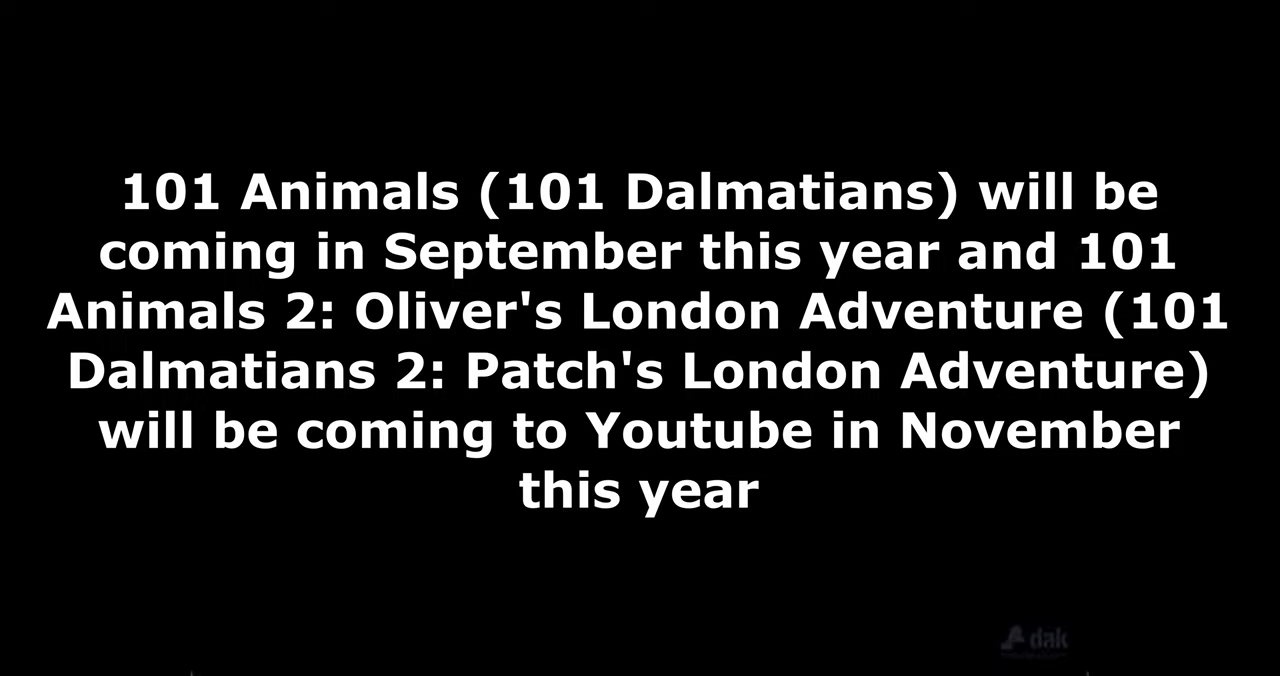 101 Animals (101 Dalmatians) will be
coming in September this year and 101
Animals 2: Oliver's London Adventure (101
Dalmatians 2: Patch's London Adventure)
will be coming to Youtube in November
this year
dak